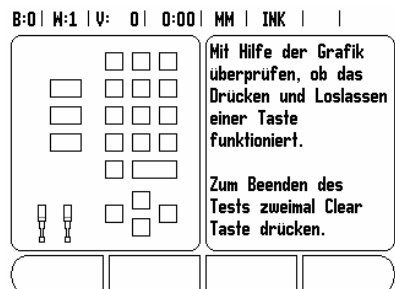 B:0| W:1 |V: 0| 0:00| MM | INK | |
Mit Hilfe der Grafik
überprüfen, ob das
Drücken und Loslassen
einer Taste
funktioniert.
Zum Beenden des
Tests zweimal Clear
Taste drücken.